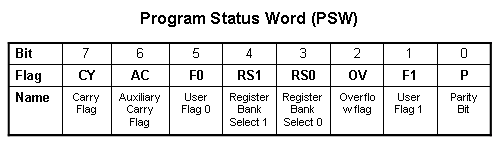 Program Status Word (PSW)
Bit 7 6 5 4 3 2 1 0
Flag CY AC F0 RS1 RS0 OV F1 P
Name Carry Auxiliary User Register Register Overflo User Parity
Flag Carry Flag 0 Bank Bank w flag Flag 1 Bit
Flag Select 1 Select 0